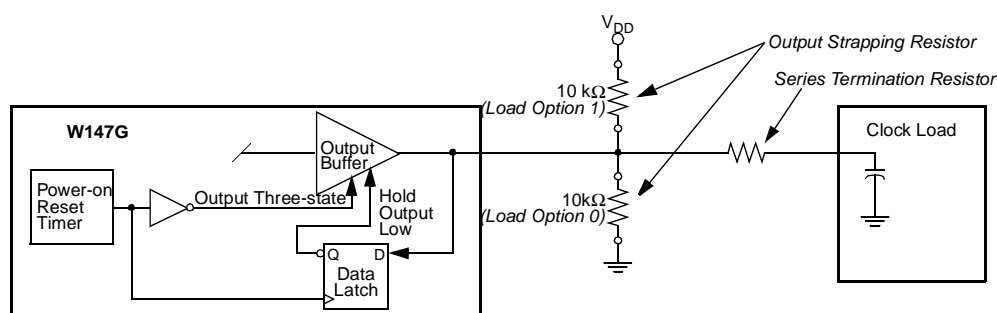 V_DD
Output Strapping Resistor
Series Termination Resistor
10 kΩ
(Load Option 1)
W147G
Clock Load
Output
Buffer
Power-on
Reset
Timer
Output Three-state
Hold
Output
Low
10kΩ
(Load Option 0)
Q
D
Data
Latch